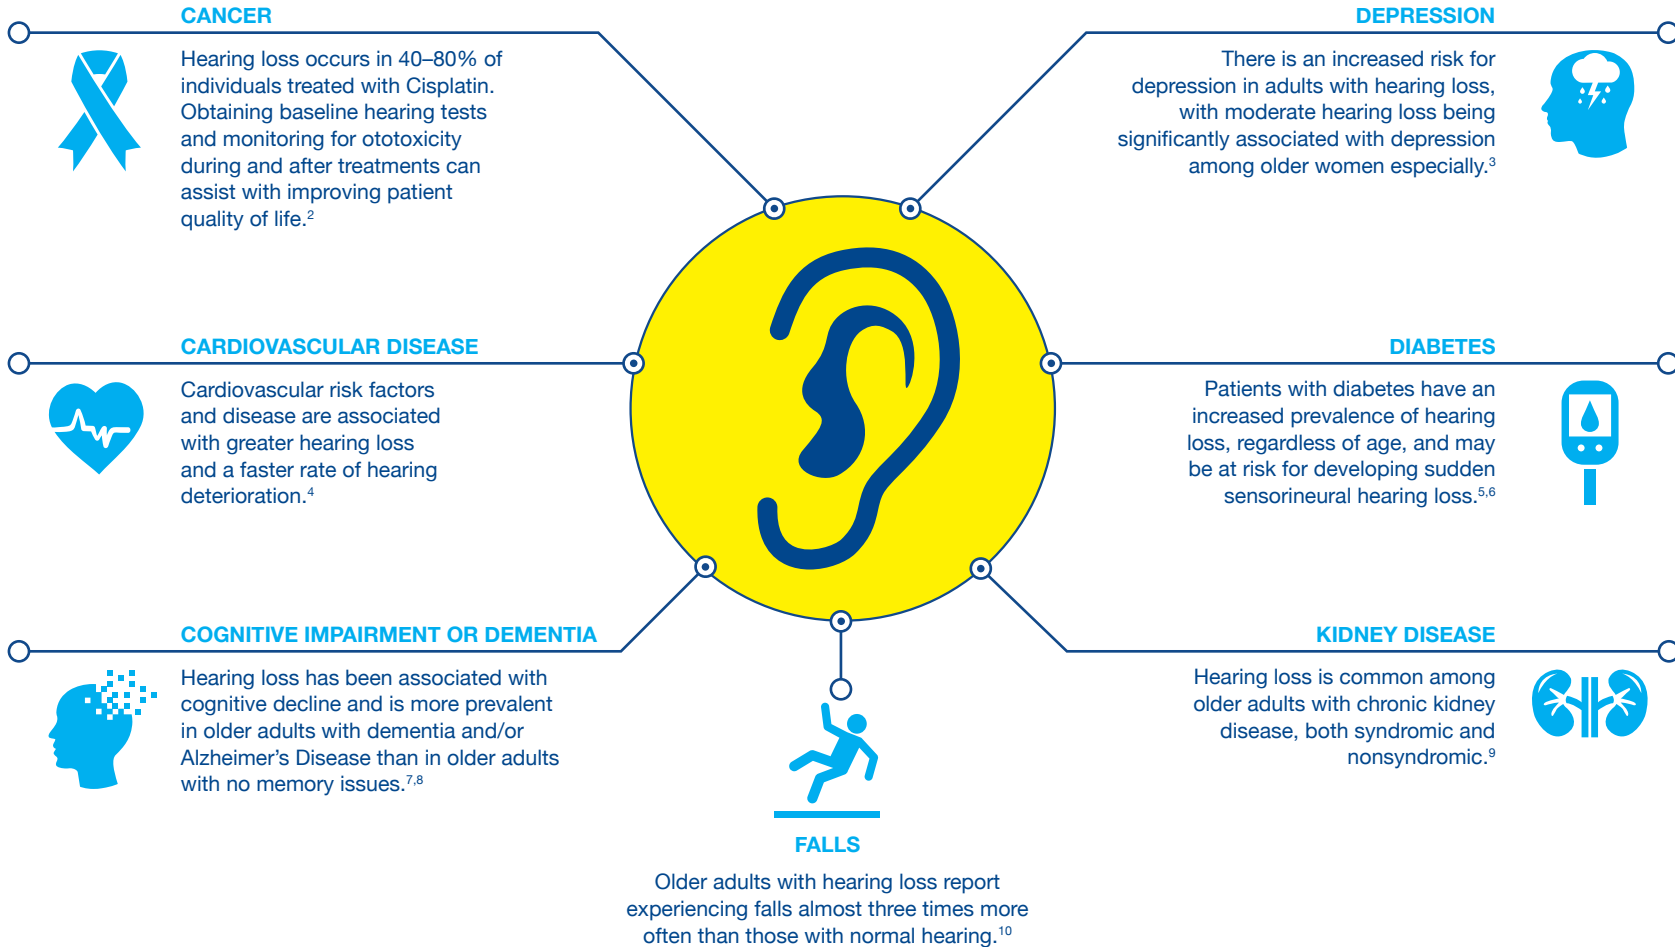 CANCER
Hearing loss occurs in 40–80% of
individuals treated with Cisplatin.
Obtaining baseline hearing tests
and monitoring for ototoxicity
during and after treatments can
assist with improving patient
quality of life.2
DEPRESSION
There is an increased risk for
depression in adults with hearing loss,
with moderate hearing loss being
significantly associated with depression
among older women especially.3
CARDIOVASCULAR DISEASE
Cardiovascular risk factors
and disease are associated
with greater hearing loss
and a faster rate of hearing
deterioration.4
DIABETES
Patients with diabetes have an
increased prevalence of hearing
loss, regardless of age, and may
be at risk for developing sudden
sensorineural hearing loss.5,6
COGNITIVE IMPAIRMENT OR DEMENTIA
Hearing loss has been associated with
cognitive decline and is more prevalent
in older adults with dementia and/or
Alzheimer’s Disease than in older adults
with no memory issues.7,8
KIDNEY DISEASE
Hearing loss is common among
older adults with chronic kidney
disease, both syndromic and
nonsyndromic.9
FALLS
Older adults with hearing loss report
experiencing falls almost three times more
often than those with normal hearing.10